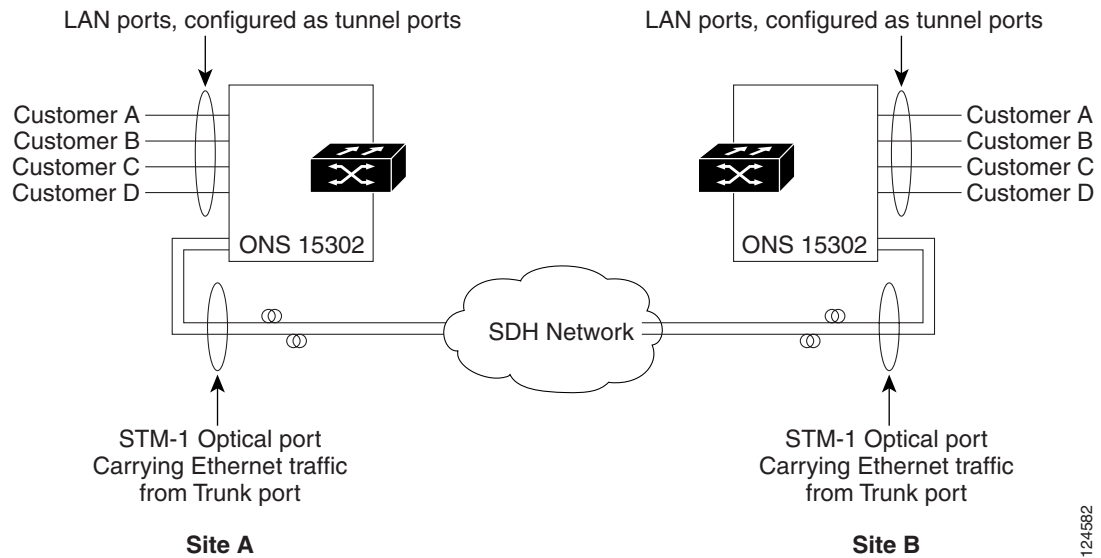 LAN ports, configured as tunnel ports
LAN ports, configured as tunnel ports
Customer A
Customer B
Customer C
Customer D
Customer A
Customer B
Customer C
Customer D
ONS 15302
ONS 15302
SDH Network
STM-1 Optical port
Carrying Ethernet traffic
from Trunk port
STM-1 Optical port
Carrying Ethernet traffic
from Trunk port
Site A
Site B
124582